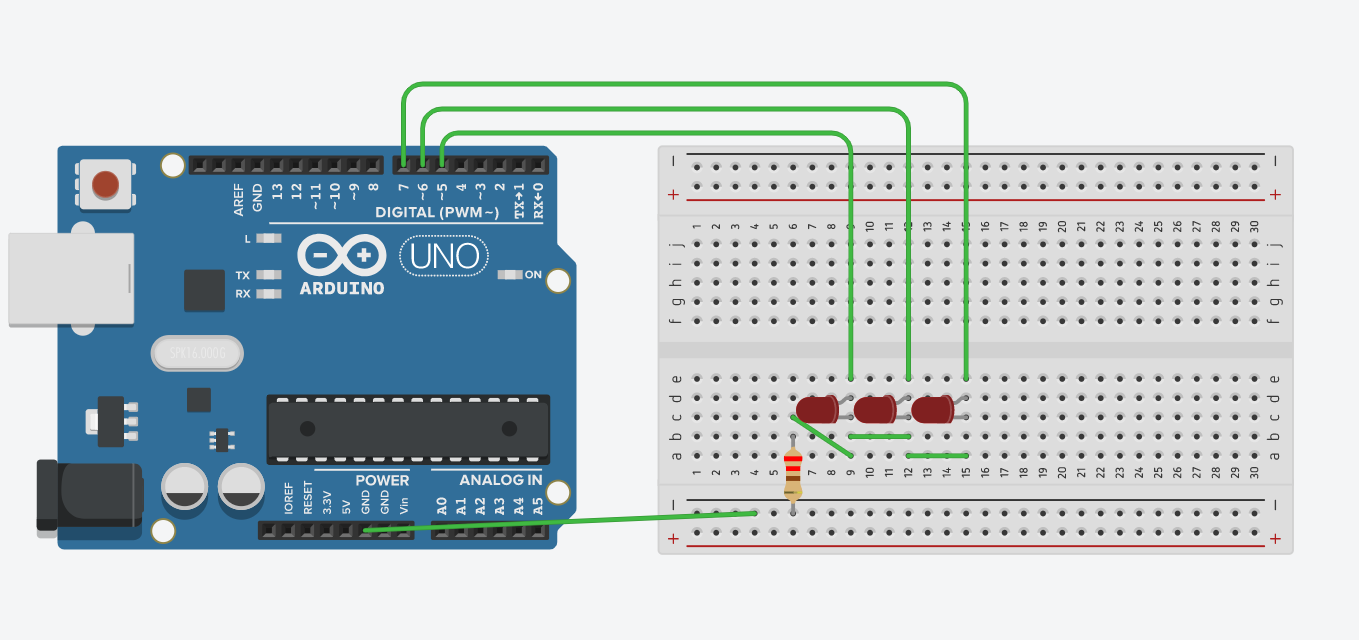 AREF
GND
13
12
~11
~10
~9
8
7
~6
~5
4
~3
2
TX→1
RX←0
DIGITAL (PWM~)
L
TX
RX
UNO
ON
ARDUINO
SPK16.000G
POWER
ANALOG IN
IOREF
RESET
3.3V
5V
GND
GND
Vin
A0
A1
A2
A3
A4
A5
− −
+ +
1 2 3 4 5 6 7 8 9 10 11 12 13 14 15 16 17 18 19 20 21 22 23 24 25 26 27 28 29 30
j j
i i
h h
g g
f f
e e
d d
c c
b b
a a
1 2 3 4 5 7 8 9 10 11 12 13 14 15 16 17 18 19 20 21 22 23 24 25 26 27 28 29 30
− −
+ +